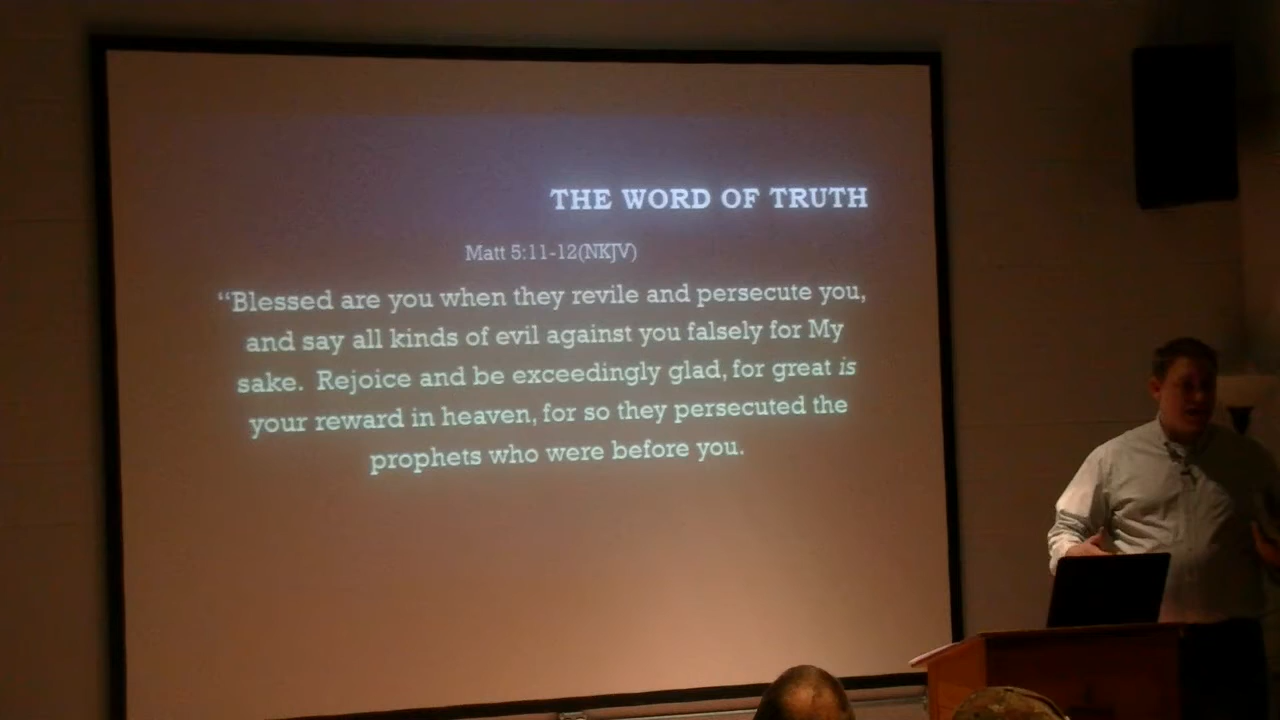 THE WORD OF TRUTH
Matt 5:11-12(NKJV)
“Blessed are you when they revile and persecute you,
and say all kinds of evil against you falsely for My
sake.  Rejoice and be exceedingly glad, for great is
your reward in heaven, for so they persecuted the
prophets who were before you.